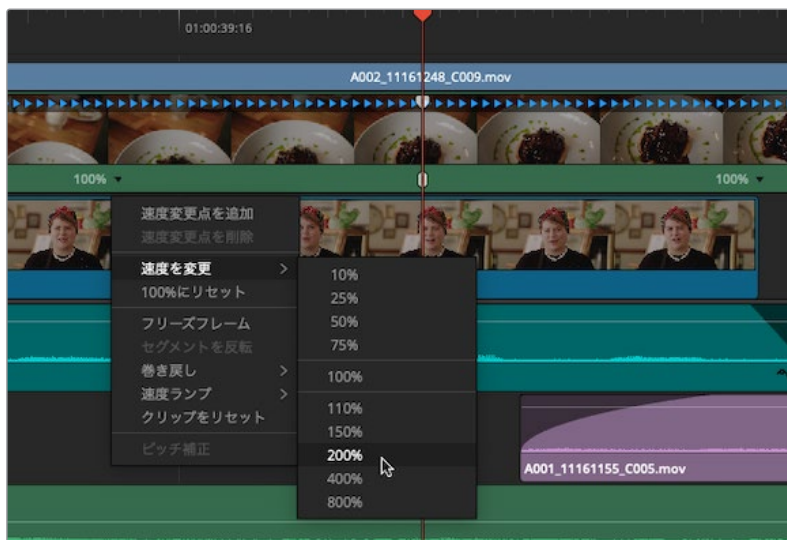 01:00:39:16
A002_11161248_C009.mov
100%
100%
速度変更点を追加
速度変更点を削除
速度を変更
100%にリセット
フリーズフレーム
セグメントを反転
巻き戻し
速度ランプ
クリップをリセット
ピッチ補正
10%
25%
50%
75%
100%
110%
150%
200%
400%
800%
A001_11161155_C005.mov